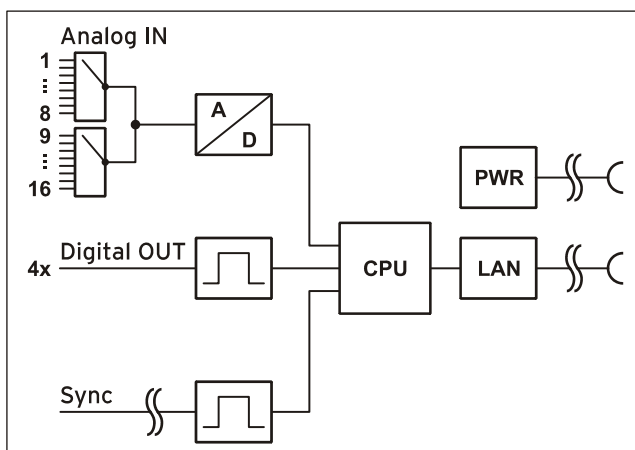 Analog IN
1
8
9
16
A
D
PWR
Digital OUT
4x
CPU
LAN
Sync